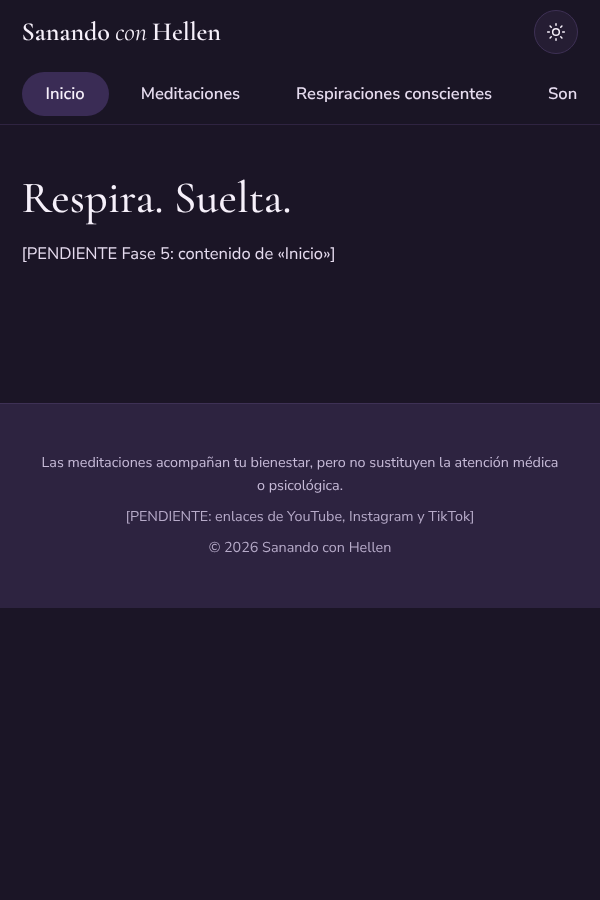 Sanando con Hellen
Inicio Meditaciones Respiraciones conscientes Son
Respira. Suelta.
[PENDIENTE Fase 5: contenido de «Inicio»]
Las meditaciones acompañan tu bienestar, pero no sustituyen la atención médica
o psicológica.
[PENDIENTE: enlaces de YouTube, Instagram y TikTok]
© 2026 Sanando con Hellen